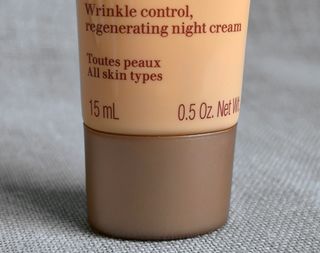 Wrinkle control,
regenerating night cream
Toutes peaux
All skin types
15 mL 0.5 Oz. Net W